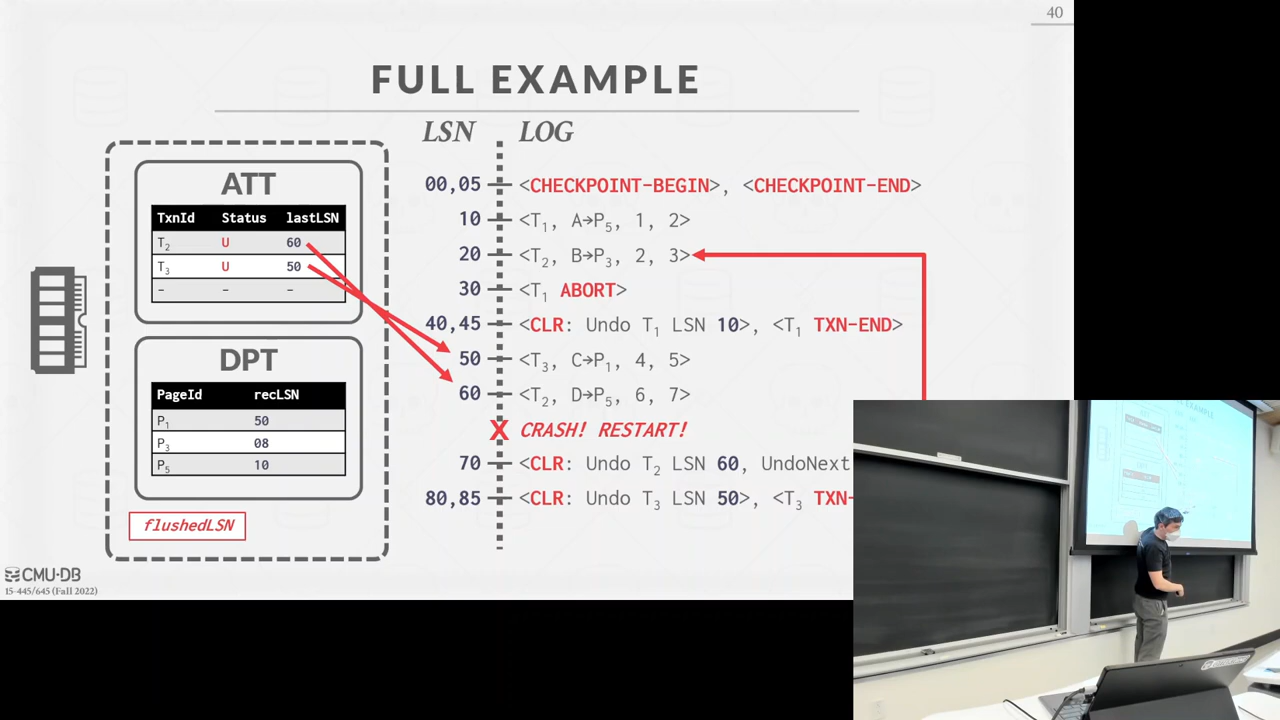 40
FULL EXAMPLE
LSN LOG
ATT
TxnId Status lastLSN
T2 U 60
T3 U 50
- - -
DPT
PageId recLSN
P1 50
P3 08
P5 10
flushedLSN
00,05 <CHECKPOINT-BEGIN>, <CHECKPOINT-END>
10 <T1, A→P5, 1, 2>
20 <T2, B→P3, 2, 3>
30 <T1 ABORT>
40,45 <CLR: Undo T1 LSN 10>, <T1 TXN-END>
50 <T3, C→P1, 4, 5>
60 <T2, D→P5, 6, 7>
X CRASH! RESTART!
70 <CLR: Undo T2 LSN 60, UndoNext
80,85 <CLR: Undo T3 LSN 50>, <T3 TXN-
CMU·DB
15-445/645 (Fall 2022)